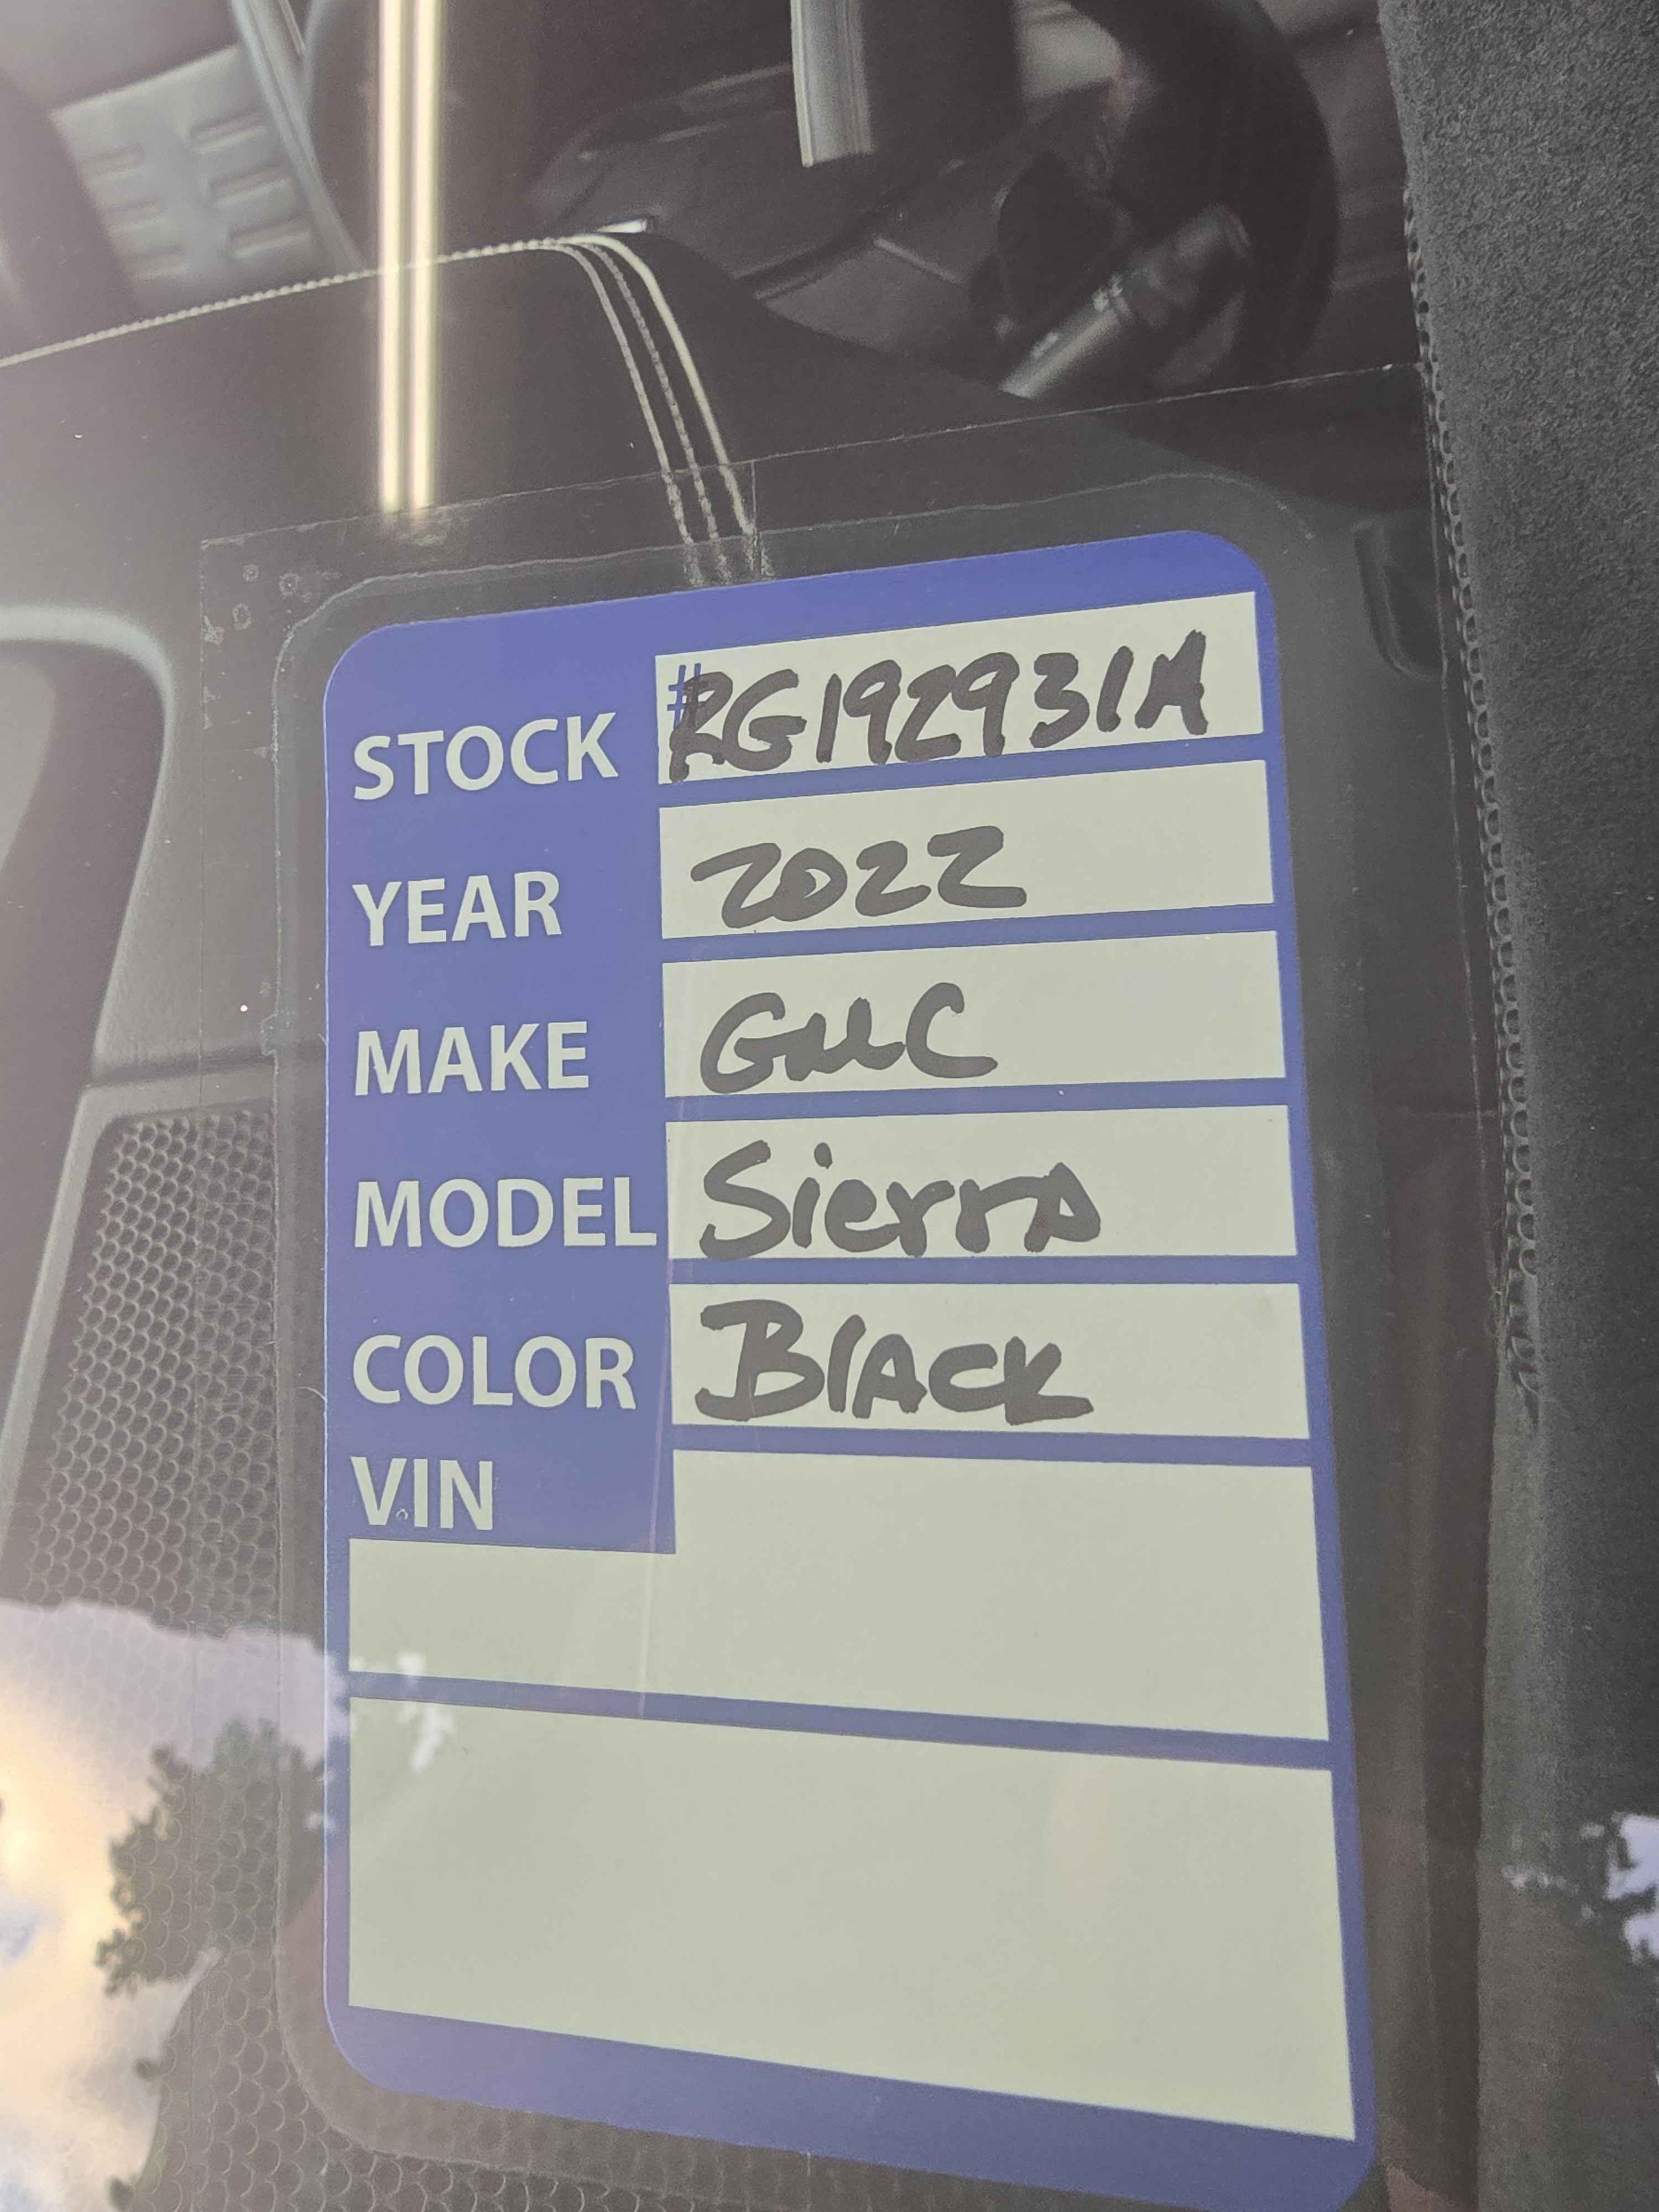 STOCK #RG192931A
YEAR 2022
MAKE GMC
MODEL Sierra
COLOR Black
VIN